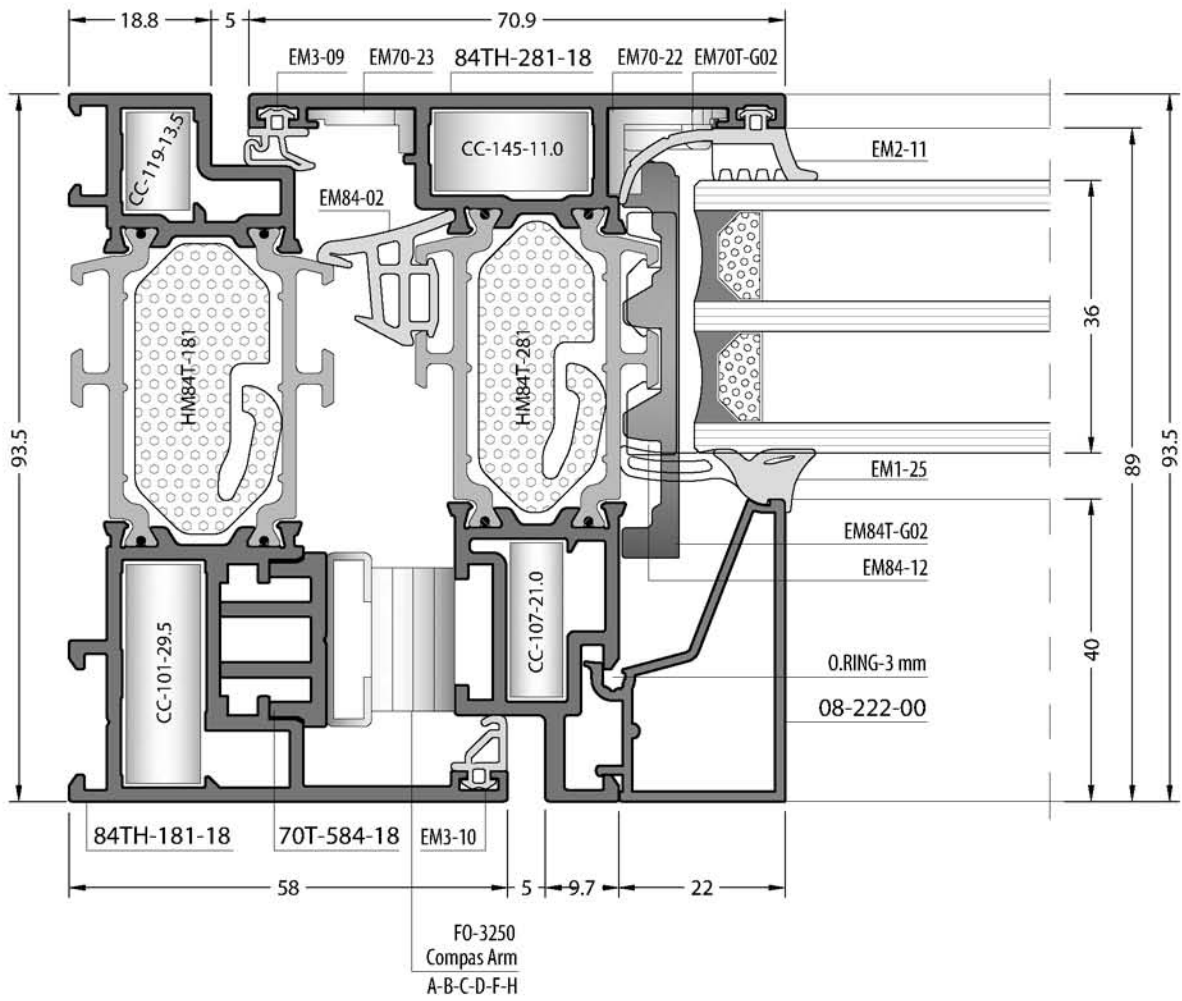 18.8
5
70.9
EM3-09
EM70-23
84TH-281-18
EM70-22
EM70T-G02
CC-119-13.5
CC-145-11.0
EM2-11
EM84-02
HM84T-181
HM84T-281
36
93.5
89
93.5
EM1-25
EM84T-G02
EM84-12
CC-101-29.5
CC-107-21.0
40
O.RING-3 mm
08-222-00
84TH-181-18
70T-584-18
EM3-10
58
5
9.7
22
FO-3250
Compas Arm
A-B-C-D-F-H